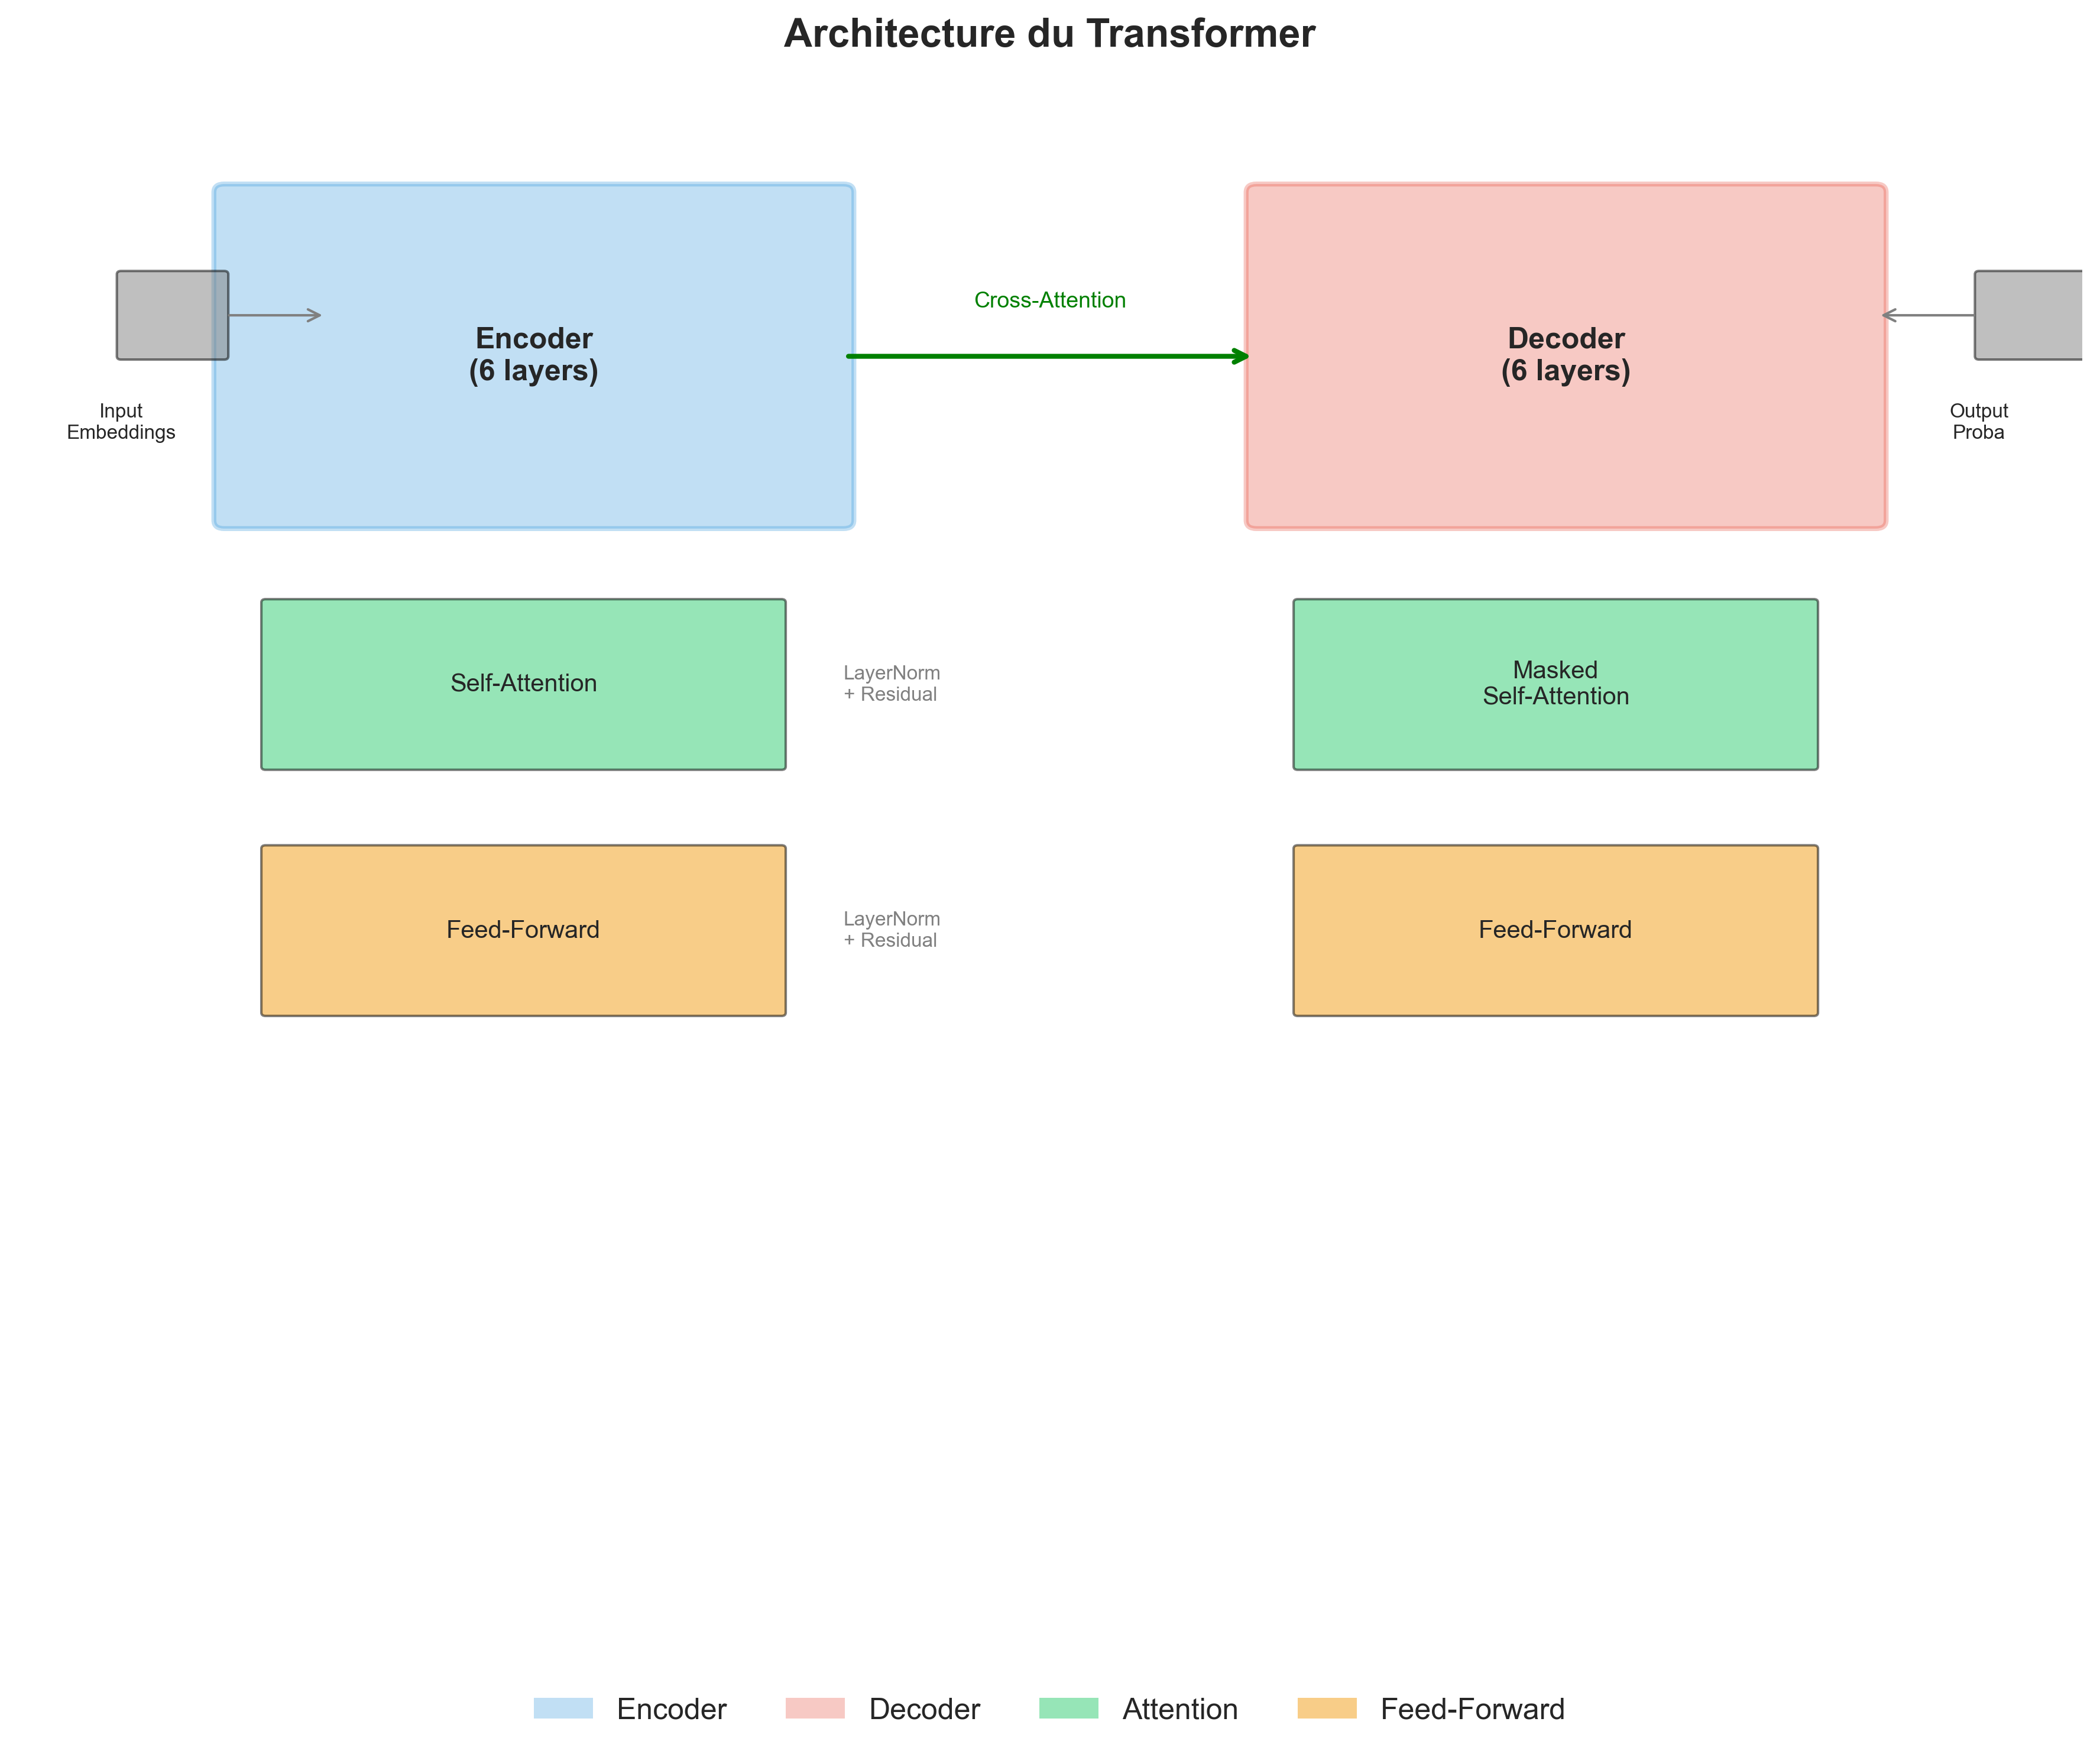 Architecture du Transformer
Cross-Attention
Encoder
(6 layers)
Decoder
(6 layers)
Input
Embeddings
Output
Proba
Self-Attention
LayerNorm
+ Residual
Masked
Self-Attention
Feed-Forward
LayerNorm
+ Residual
Feed-Forward
Encoder
Decoder
Attention
Feed-Forward